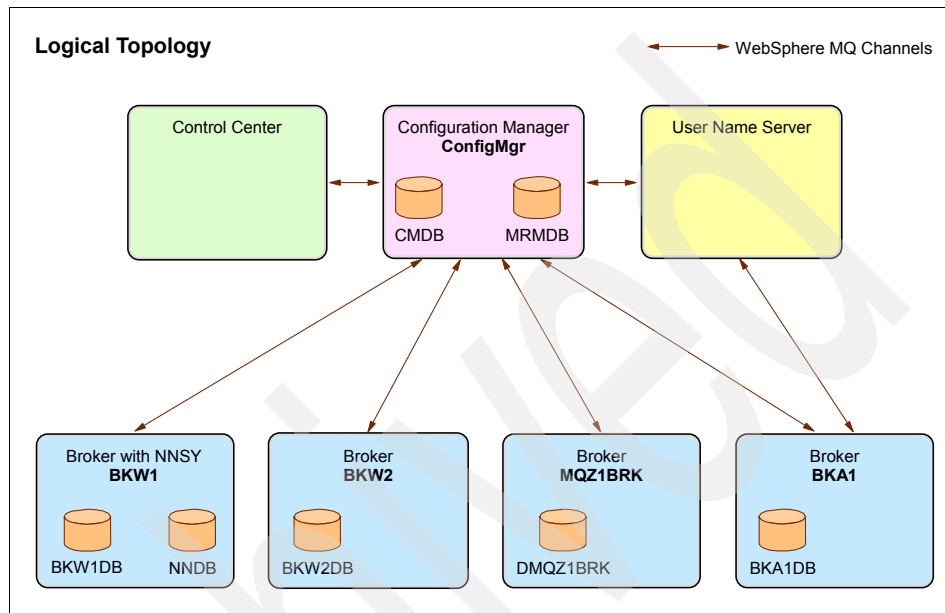 Logical Topology
WebSphere MQ Channels
Control Center
Configuration Manager
ConfigMgr
User Name Server
CMDB
MRMDB
Broker with NNSY
BKW1
Broker
BKW2
Broker
MQZ1BRK
Broker
BKA1
BKW1DB
NNDB
BKW2DB
DMQZ1BRK
BKA1DB